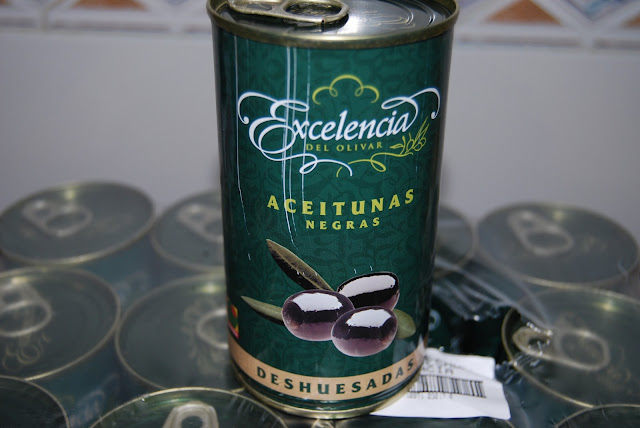 Excelencia
DEL OLIVAR
ACEITUNAS
NEGRAS
DESHUESADAS